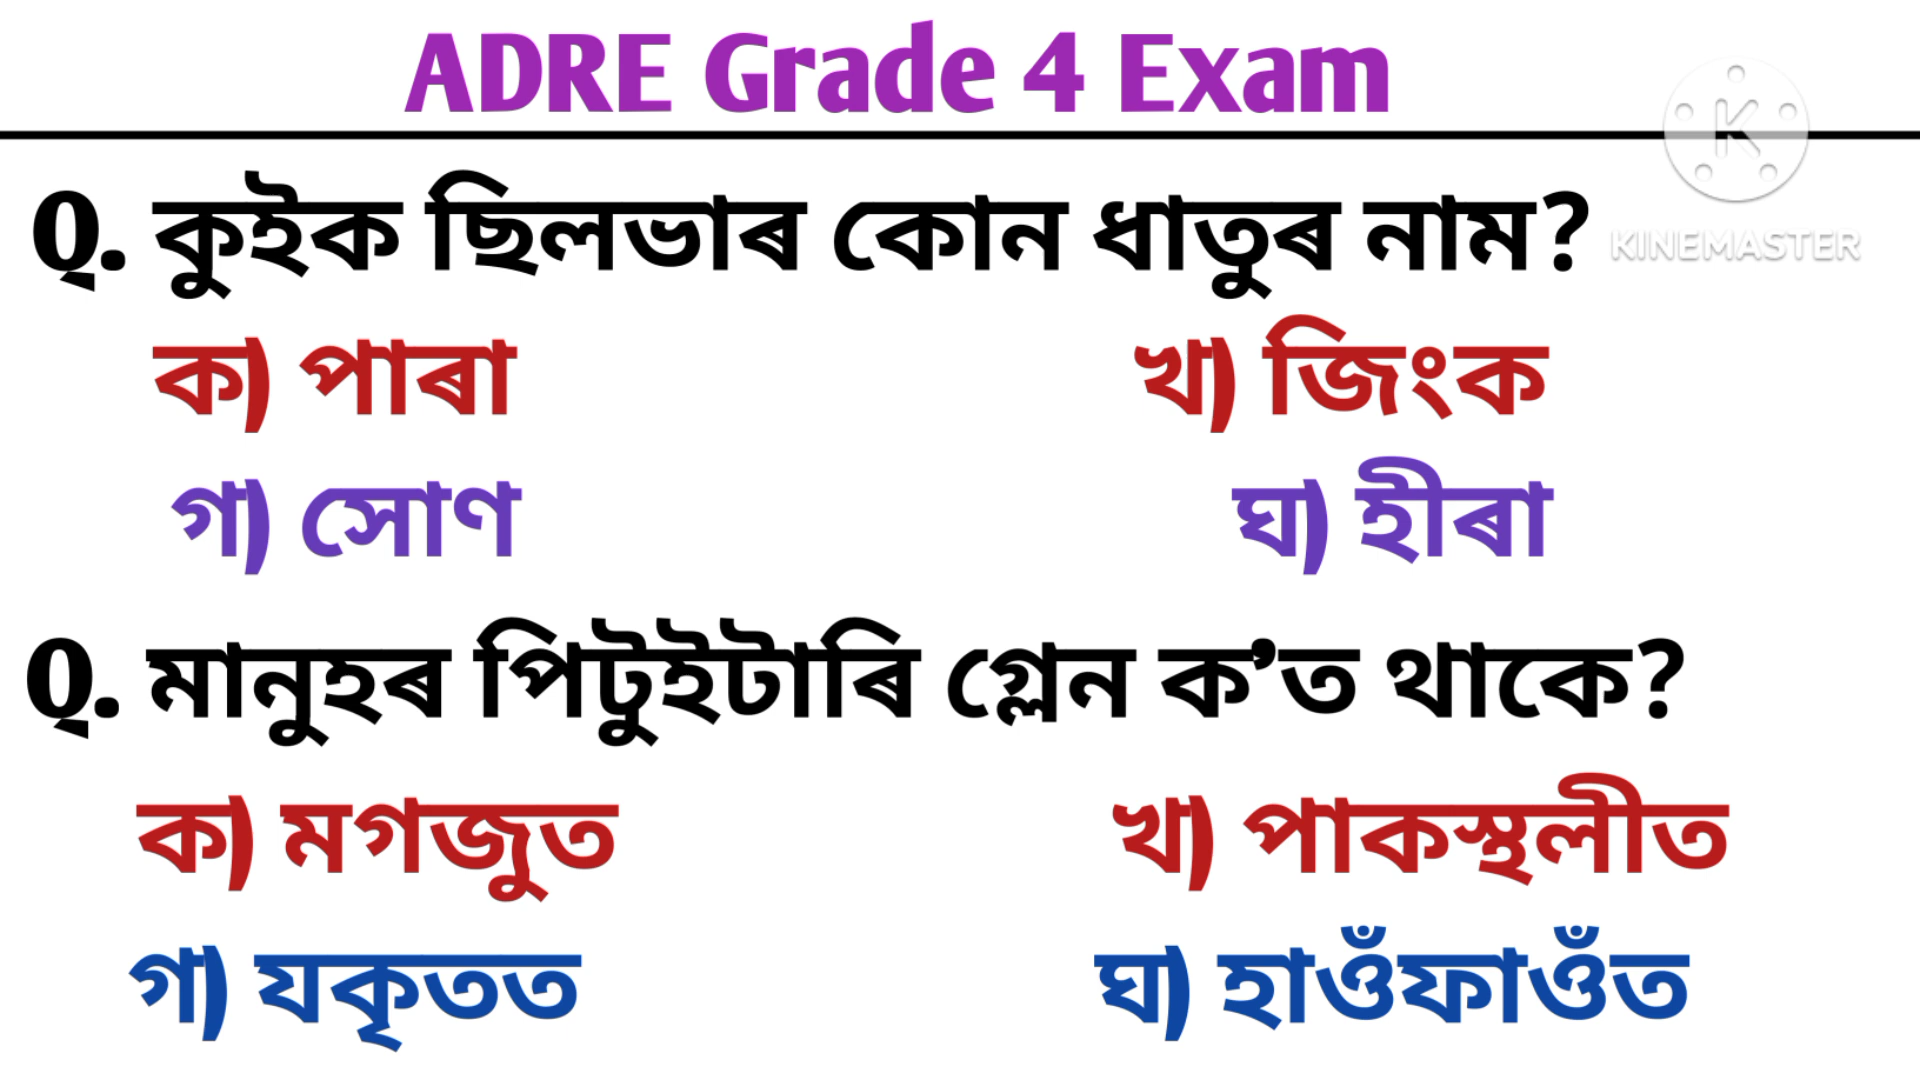 ADRE Grade 4 Exam
K
KINEMASTER
Q. কুইক ছিলভাৰ কোন ধাতুৰ নাম?
ক) পাৰা খ) জিংক
গ) সোণ ঘ) হীৰা
Q. মানুহৰ পিটুইটাৰি গ্লেন ক’ত থাকে?
ক) মগজুত খ) পাকস্থলীত
গ) যকৃতত ঘ) হাওঁফাওঁত